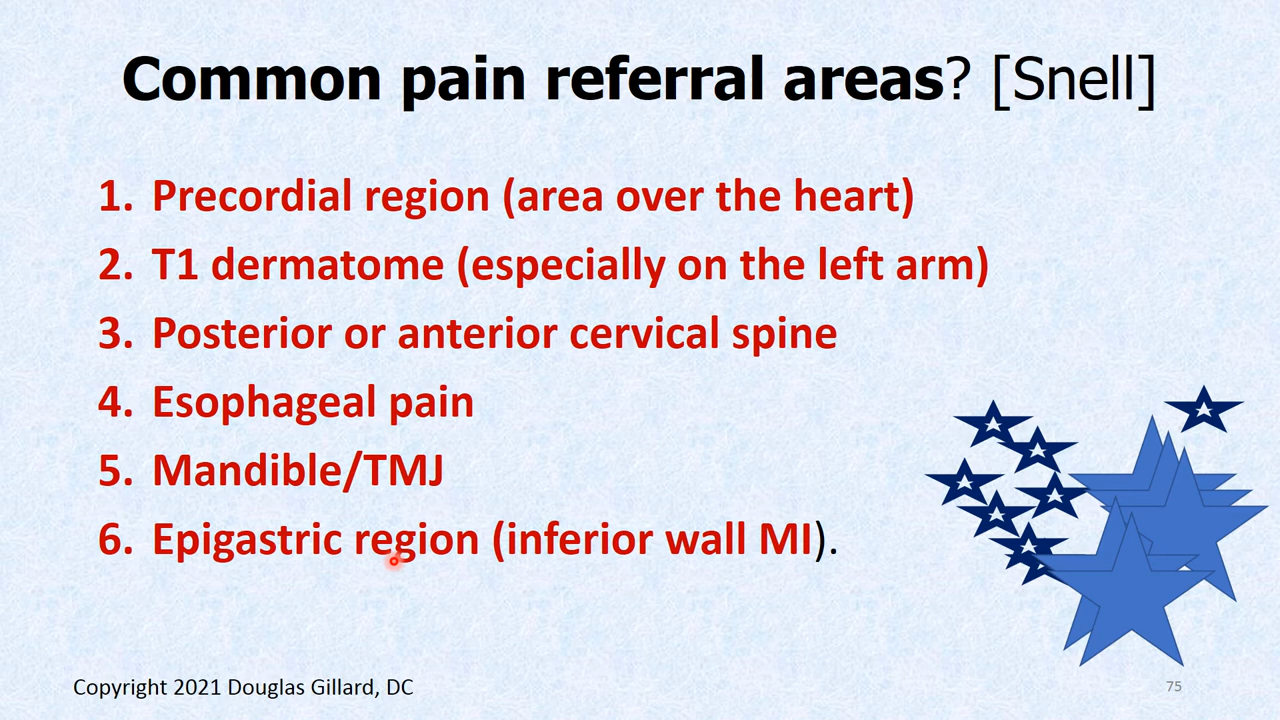 Common pain referral areas? [Snell]
1. Precordial region (area over the heart)
2. T1 dermatome (especially on the left arm)
3. Posterior or anterior cervical spine
4. Esophageal pain
5. Mandible/TMJ
6. Epigastric region (inferior wall MI).
Copyright 2021 Douglas Gillard, DC
75